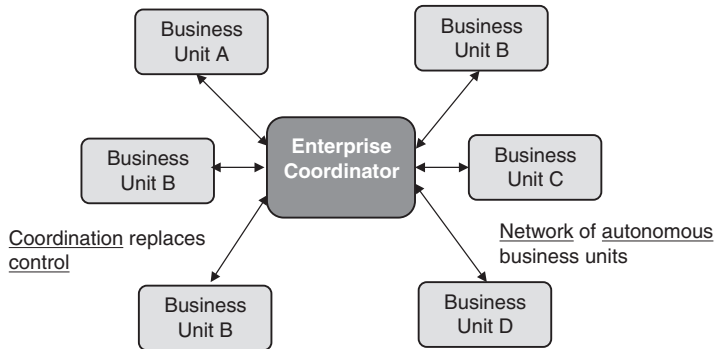 Business
Unit A
Business
Unit B
Enterprise
Coordinator
Business
Unit B
Business
Unit C
Coordination replaces
control
Network of autonomous
business units
Business
Unit B
Business
Unit D